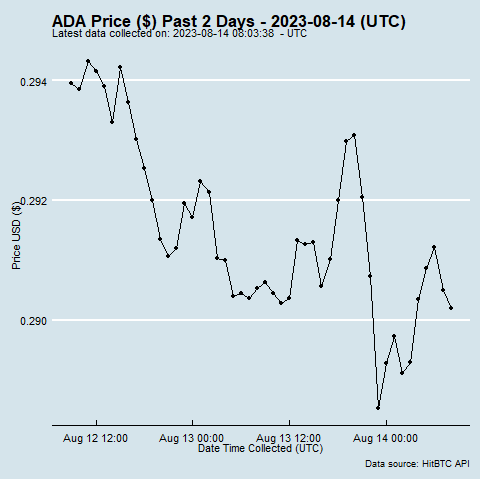 ADA Price ($) Past 2 Days - 2023-08-14 (UTC)
Latest data collected on: 2023-08-14 08:03:38  - UTC
0.294
0.292
0.290
Price USD ($)
Aug 12 12:00
Aug 13 00:00
Aug 13 12:00
Aug 14 00:00
Date Time Collected (UTC)
Data source: HitBTC API